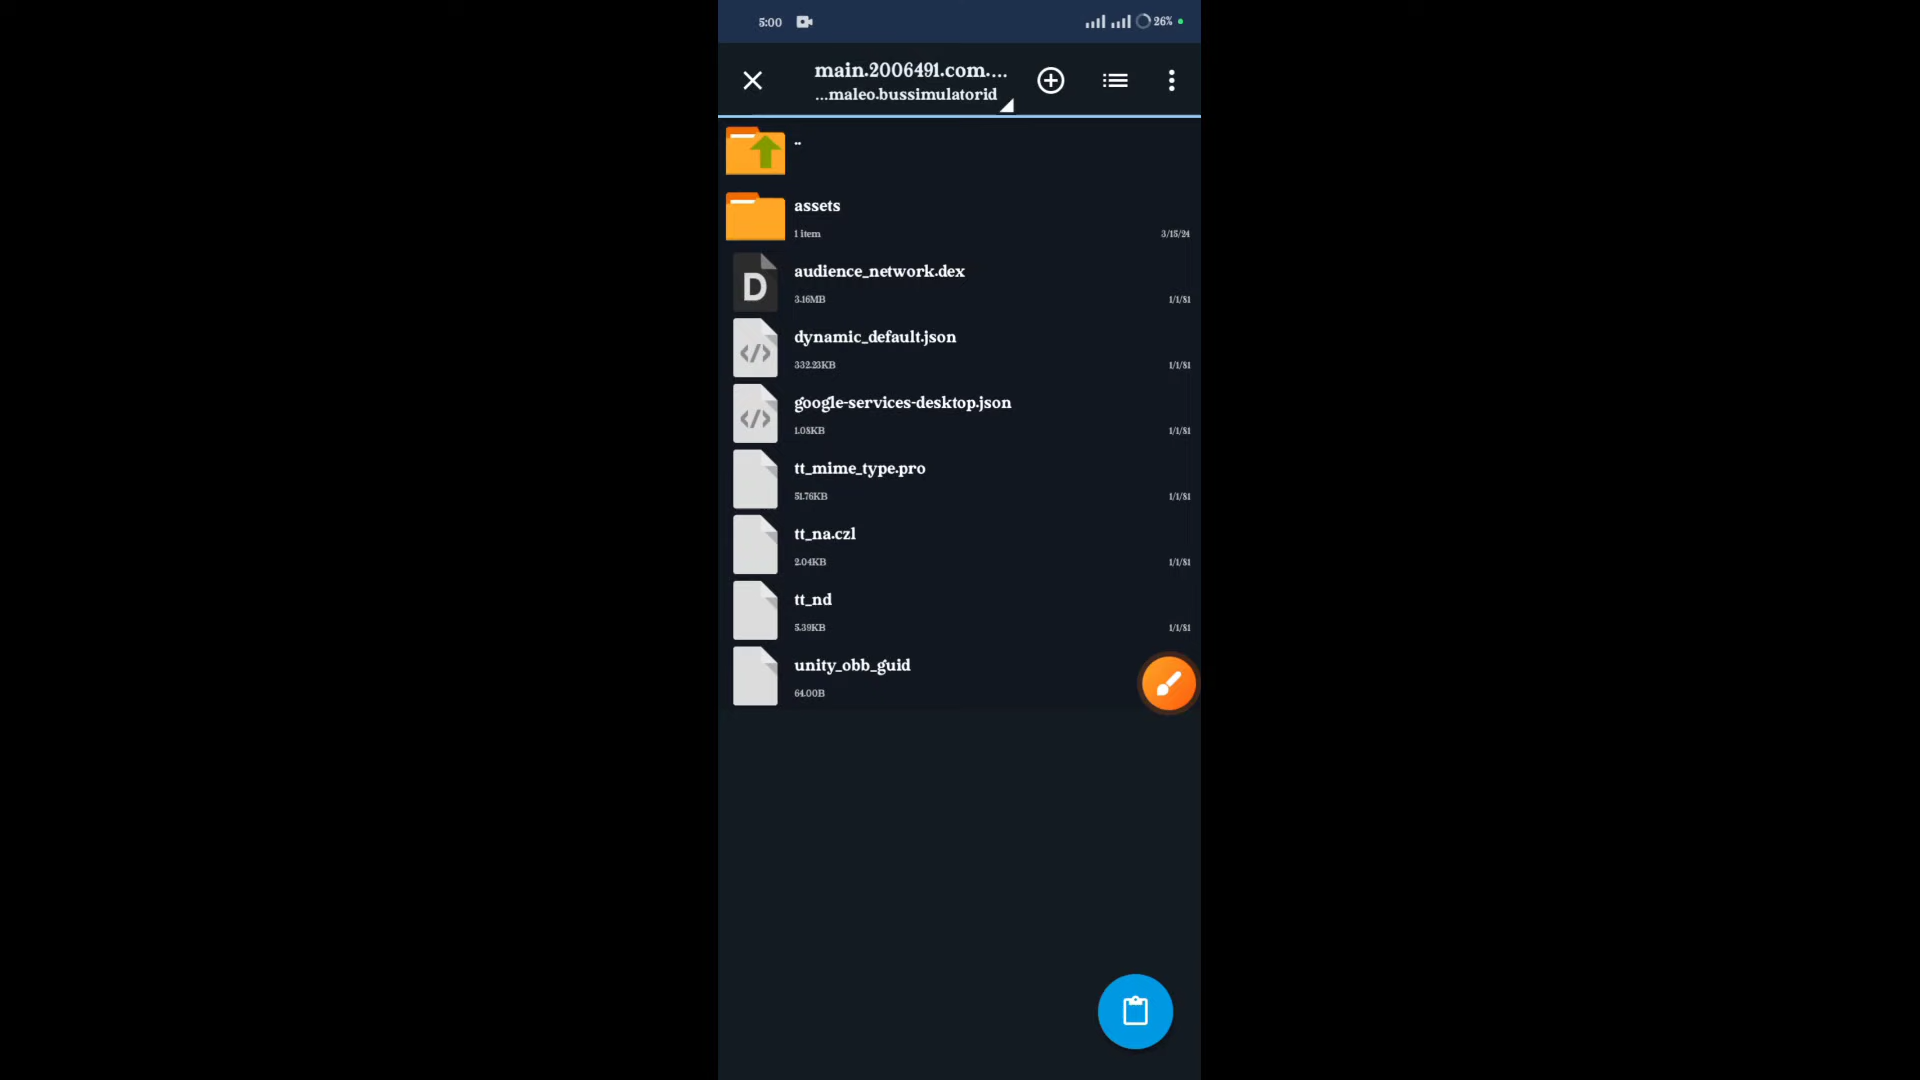 5:00 26%
main.2006491.com....
...maleo.bussimulatorid
..
assets
1 item 3/15/24
D
audience_network.dex
3.16MB 1/1/81
dynamic_default.json
332.23KB 1/1/81
google-services-desktop.json
1.08KB 1/1/81
tt_mime_type.pro
51.76KB 1/1/81
tt_na.czl
2.04KB 1/1/81
tt_nd
5.39KB 1/1/81
unity_obb_guid
64.00B